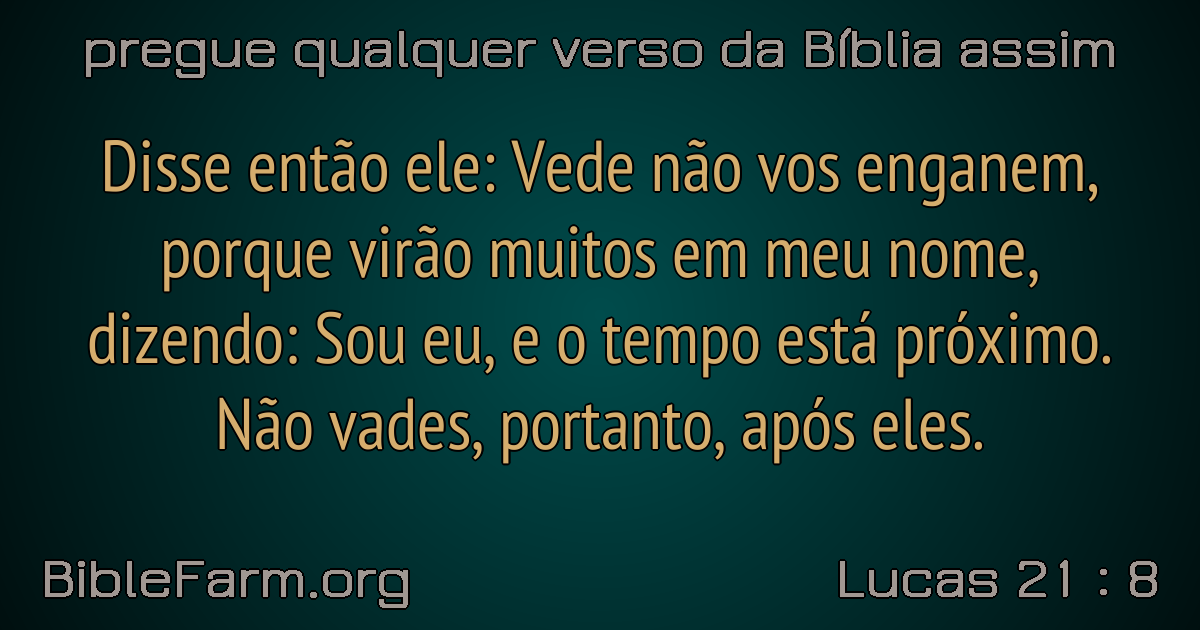 pregue qualquer verso da Bíblia assim
Disse então ele: Vede não vos enganem,
porque virão muitos em meu nome,
dizendo: Sou eu, e o tempo está próximo.
Não vades, portanto, após eles.
BibleFarm.org
Lucas 21 : 8